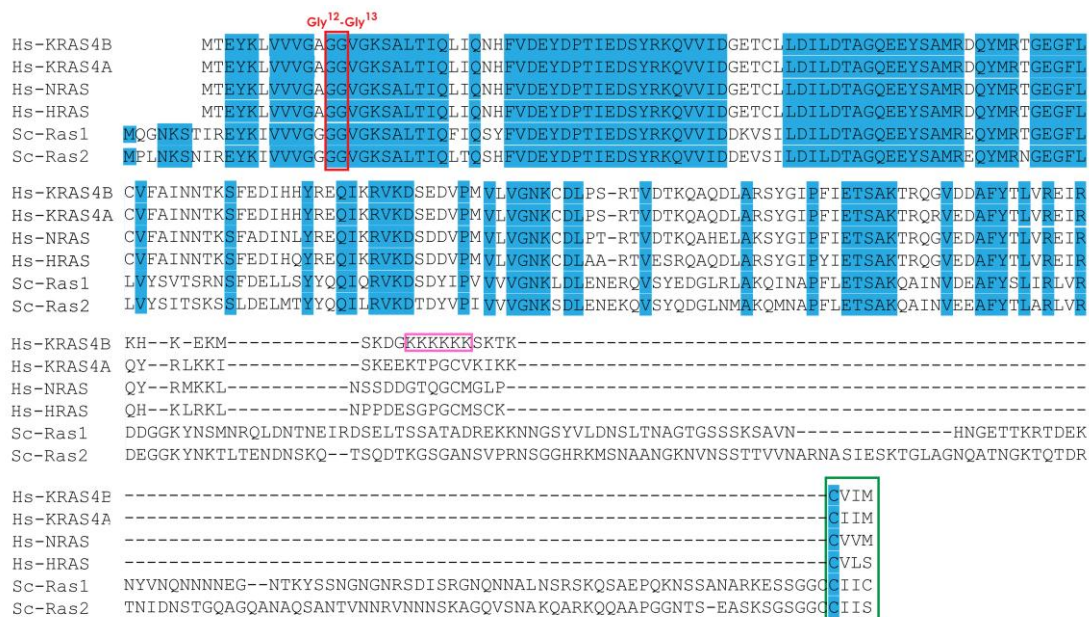 Gly12-Gly13
Hs-KRAS4B MTEYKLVVVGAGGVGKSALTIQLIQNHFVDEYDPTIEDSYRKQVVIDGETCLLDILDTAGQEEYSAMRDQYMRTGEGFL
Hs-KRAS4A MTEYKLVVVGAGGVGKSALTIQLIQNHFVDEYDPTIEDSYRKQVVIDGETCLLDILDTAGQEEYSAMRDQYMRTGEGFL
Hs-NRAS MTEYKLVVVGAGGVGKSALTIQLIQNHFVDEYDPTIEDSYRKQVVIDGETCLLDILDTAGQEEYSAMRDQYMRTGEGFL
Hs-HRAS MTEYKLVVVGAGGVGKSALTIQLIQNHFVDEYDPTIEDSYRKQVVIDGETCLLDILDTAGQEEYSAMRDQYMRTGEGFL
Sc-Ras1 MQGNKSTIREYKIVVVGGGGVGKSALTIQFIQSYFVDEYDPTIEDSYRKQVVIDDKVSILDILDTAGQEEYSAMREQYMRTGEGFL
Sc-Ras2 MPLNKSNIREYKIVVVGGGGVGKSALTIQLTQSHFVDEYDPTIEDSYRKQVVIDDEVSILDILDTAGQEEYSAMREQYMRNGEGFL
Hs-KRAS4B CVFAINNTKSFEDIHHYREQIKRVKDSEDVPMVLVGNKCDLPS-RTVDTKQAQDLARSYGIPFIETSAKTRQGVDDAFYTLVREIR
Hs-KRAS4A CVFAINNTKSFEDIHHYREQIKRVKDSEDVPMVLVGNKCDLPS-RTVDTKQAQDLARSYGIPFIETSAKTRQRVEDAFYTLVREIR
Hs-NRAS CVFAINNTKSFADINLYREQIKRVKDSDDVPMVLVGNKCDLPT-RTVDTKQAHELAKSYGIPFIETSAKTRQGVEDAFYTLVREIR
Hs-HRAS CVFAINNTKSFEDIHQYREQIKRVKDSDDVPMVLVGNKCDLAA-RTVESRQAQDLARSYGIPYIETSAKTRQGVEDAFYTLVREIR
Sc-Ras1 LVYSVTSRNSFDELLSYYQQIQRVKDSDYIPVVVVGNKLDLENERQVSYEDGLRLAKQINAPFLETSAKQAINVDEAFYSLIRLVR
Sc-Ras2 LVYSITSKSSLDELMTYYQQILRVKDTDYVPIVVVGNKSDLENEKQVSYQDGLNMAKQMNAPFLETSAKQAINVEEAFYTLARLVR
Hs-KRAS4B KH-K-EKM------------SKDGKKKKKKSKTK---------------------------------------------------
Hs-KRAS4A QY-RLKKI------------SKEEKTPGCVKIKK---------------------------------------------------
Hs-NRAS QY-RMKKL-----------NSSDDGTQGCMGLP----------------------------------------------------
Hs-HRAS QH-KLRKL-----------NPPDESGPGCMSCK----------------------------------------------------
Sc-Ras1 DDGGKYNSMNRQLDNTNEIRDSELTSSATADREKKNNGSYVLDNSLTNAGTGSSSKSAVN--------------HNGETTKRTDEK
Sc-Ras2 DEGGKYNKTLTENDNSKQ--TSQDTKGSGANSVPRNSGGHRKMSNAANGKNVNSSTTVVNARNASIESKTGLAGNQATNGKTQTDR
Hs-KRAS4B ---------------------------------------------------------------CVIM
Hs-KRAS4A ---------------------------------------------------------------CIIM
Hs-NRAS ---------------------------------------------------------------CVVM
Hs-HRAS ---------------------------------------------------------------CVLS
Sc-Ras1 NYVNQNNNNEG--NTKYSSNGNGNRSDISRGNQNNALNSRSKQSAEPQKNSSANARKESSGGCCIIC
Sc-Ras2 TNIDNSTGQAGQANAQSANTVNNRVNNNSKAGQVSNAKQARKQQAAPGGNTS-EASKSGSGGCCIIS